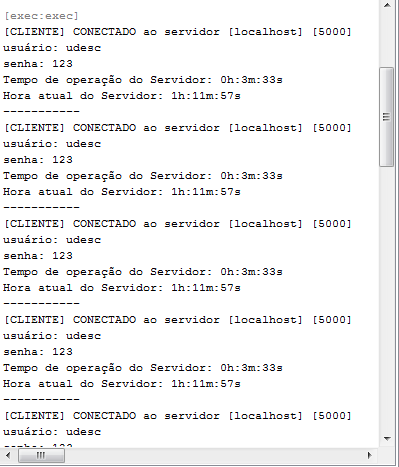 [exec:exec]
[CLIENTE] CONECTADO ao servidor [localhost] [5000]
usuário: udesc
senha: 123
Tempo de operação do Servidor: 0h:3m:33s
Hora atual do Servidor: 1h:11m:57s
-----------
[CLIENTE] CONECTADO ao servidor [localhost] [5000]
usuário: udesc
senha: 123
Tempo de operação do Servidor: 0h:3m:33s
Hora atual do Servidor: 1h:11m:57s
-----------
[CLIENTE] CONECTADO ao servidor [localhost] [5000]
usuário: udesc
senha: 123
Tempo de operação do Servidor: 0h:3m:33s
Hora atual do Servidor: 1h:11m:57s
-----------
[CLIENTE] CONECTADO ao servidor [localhost] [5000]
usuário: udesc
senha: 123
Tempo de operação do Servidor: 0h:3m:33s
Hora atual do Servidor: 1h:11m:57s
-----------
[CLIENTE] CONECTADO ao servidor [localhost] [5000]
usuário: udesc
senha: 123